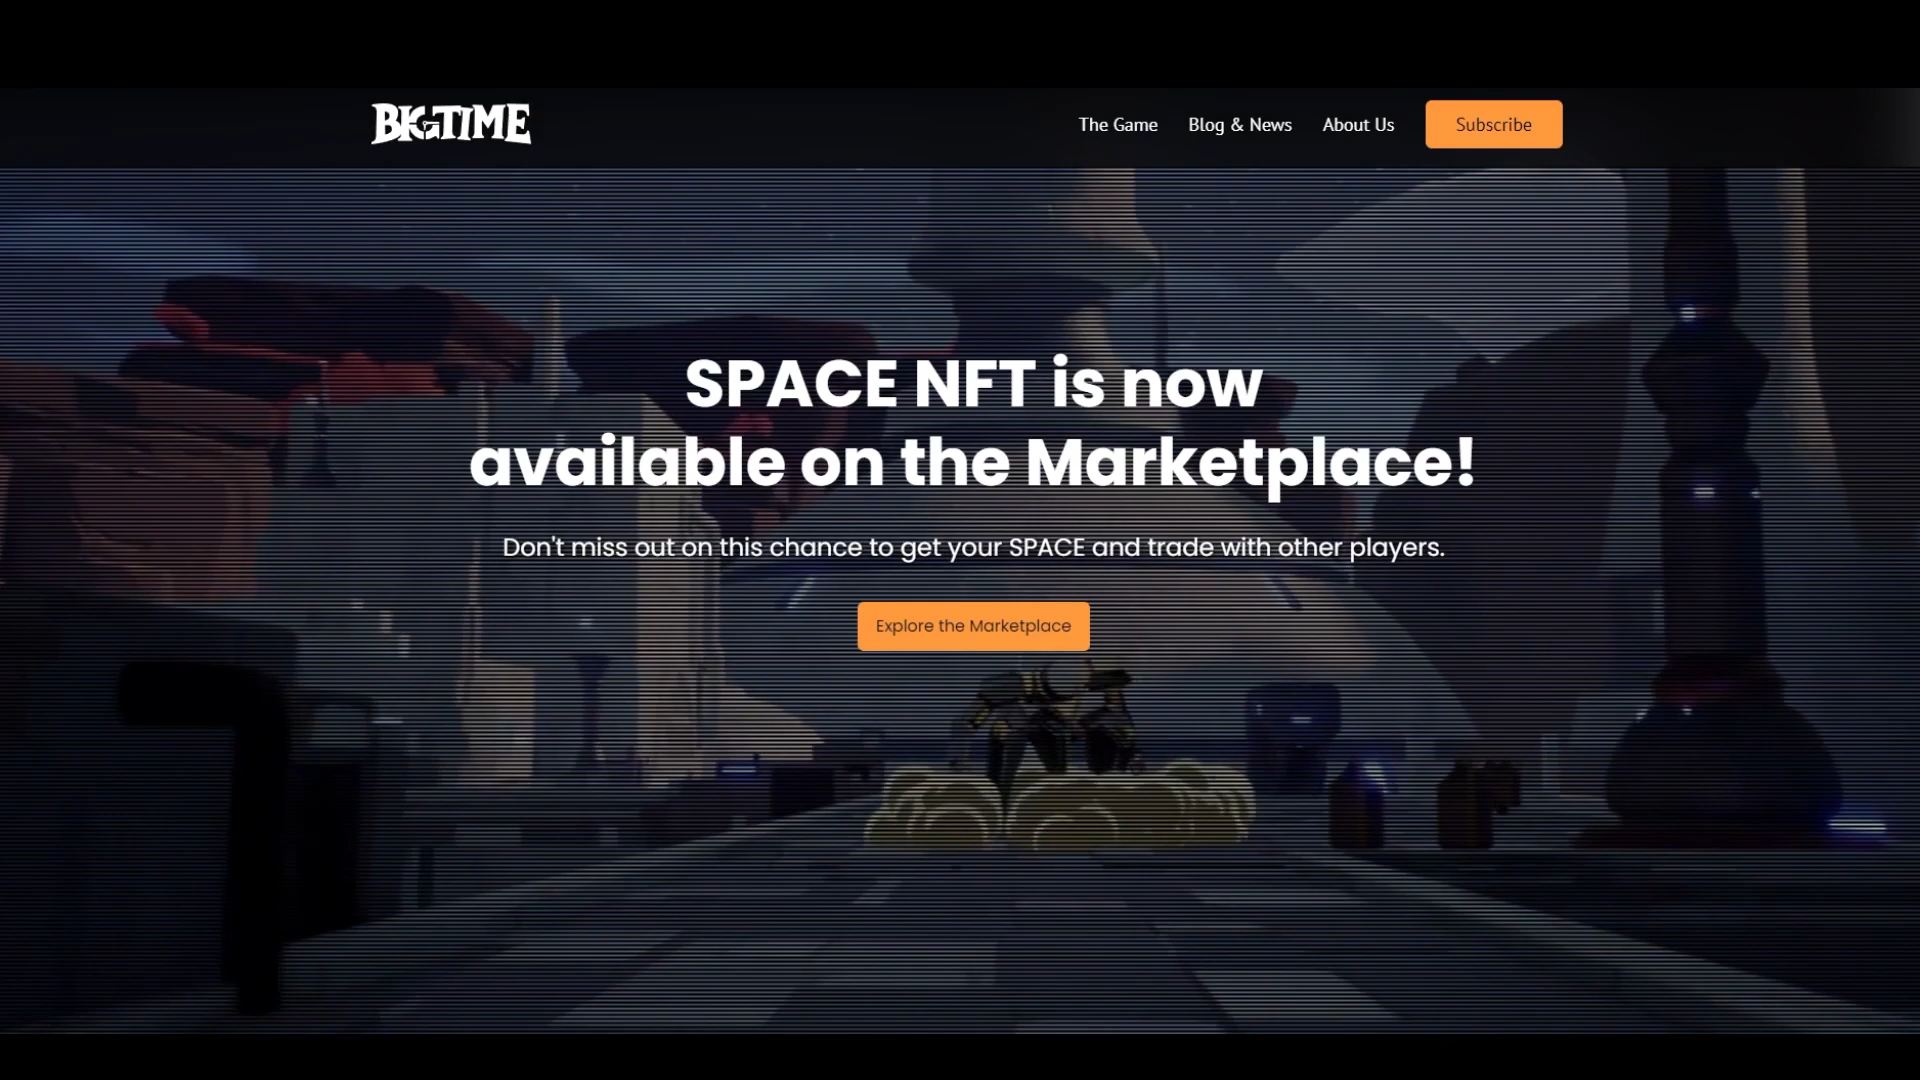 BIGTIME
The Game
Blog & News
About Us
Subscribe
SPACE NFT is now
available on the Marketplace!
Don't miss out on this chance to get your SPACE and trade with other players.
Explore the Marketplace